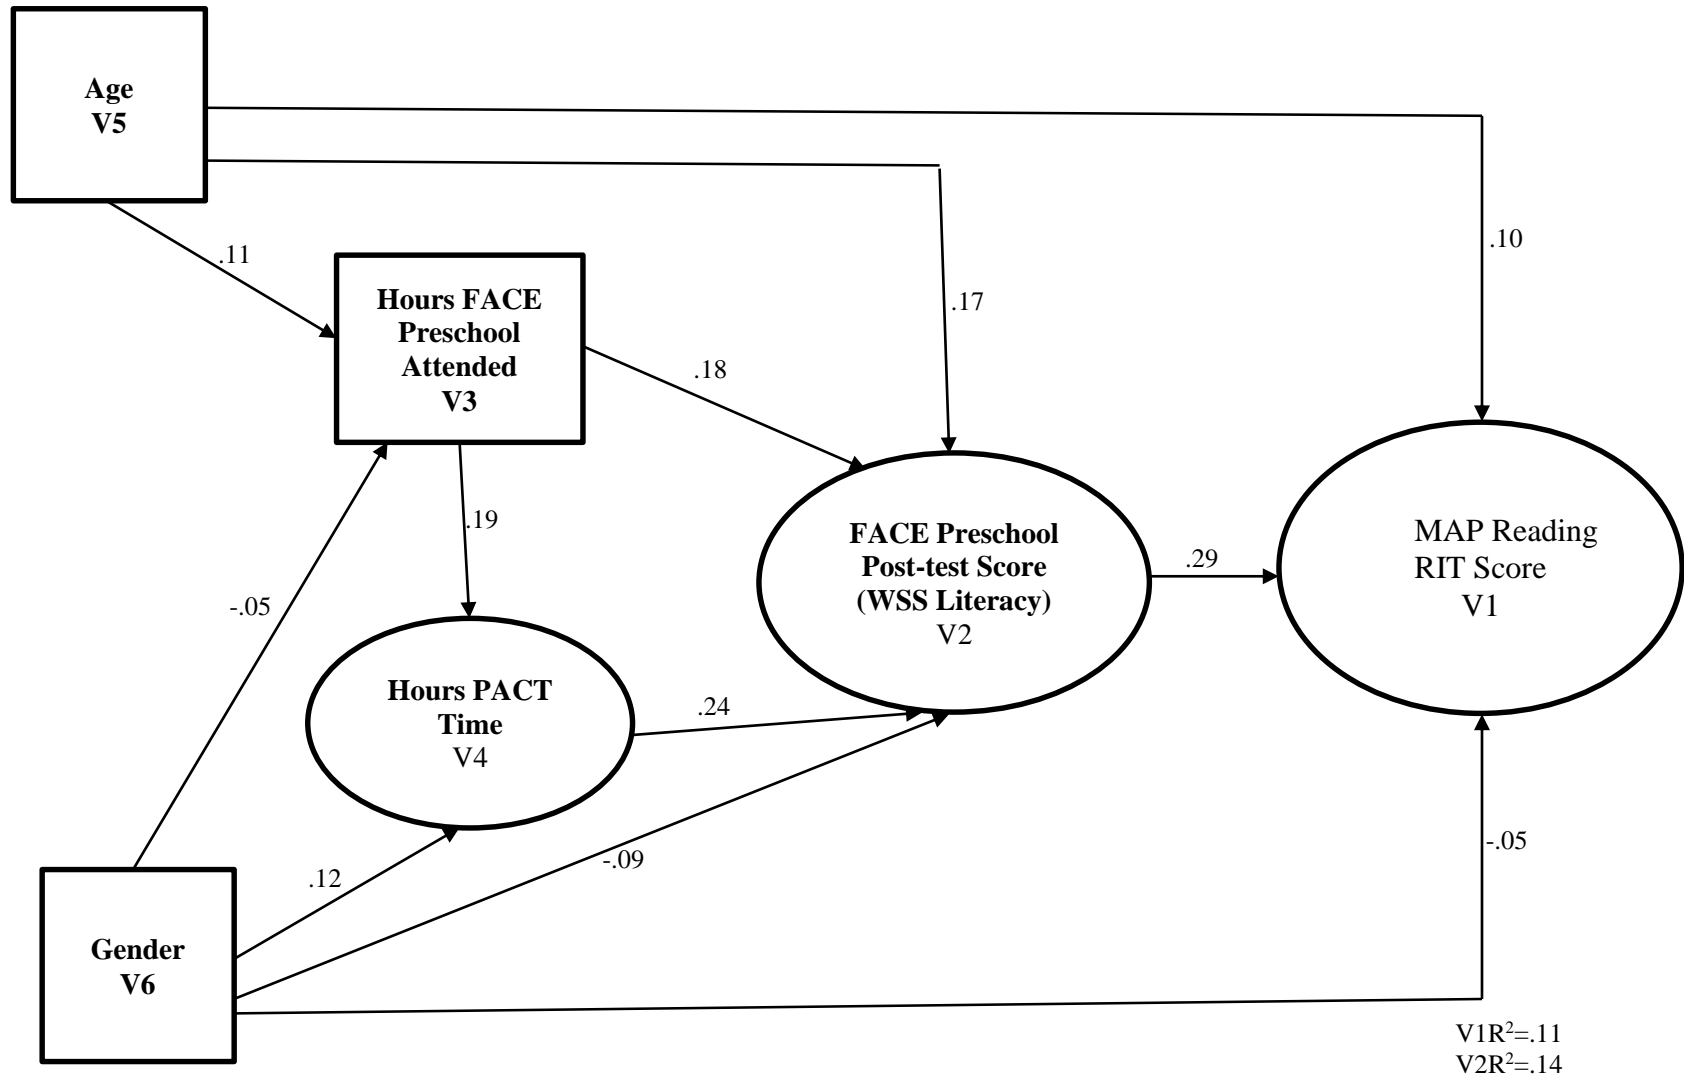 Age
V5
.11
Hours FACE
Preschool
Attended
V3
.10
.17
.18
.19
-.05
FACE Preschool
Post-test Score
(WSS Literacy)
V2
.29
MAP Reading
RIT Score
V1
Hours PACT
Time
V4
.24
.12
-.09
-.05
Gender
V6
V1R²=.11
V2R²=.14